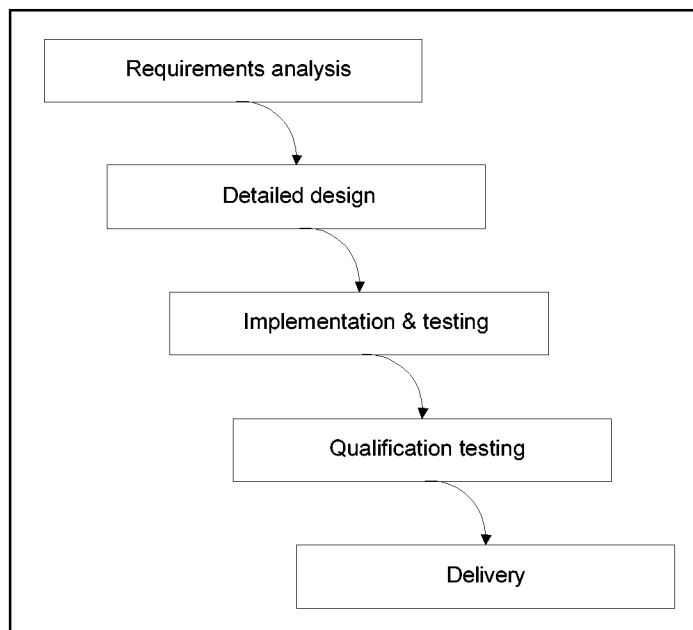 Requirements analysis
Detailed design
Implementation & testing
Qualification testing
Delivery